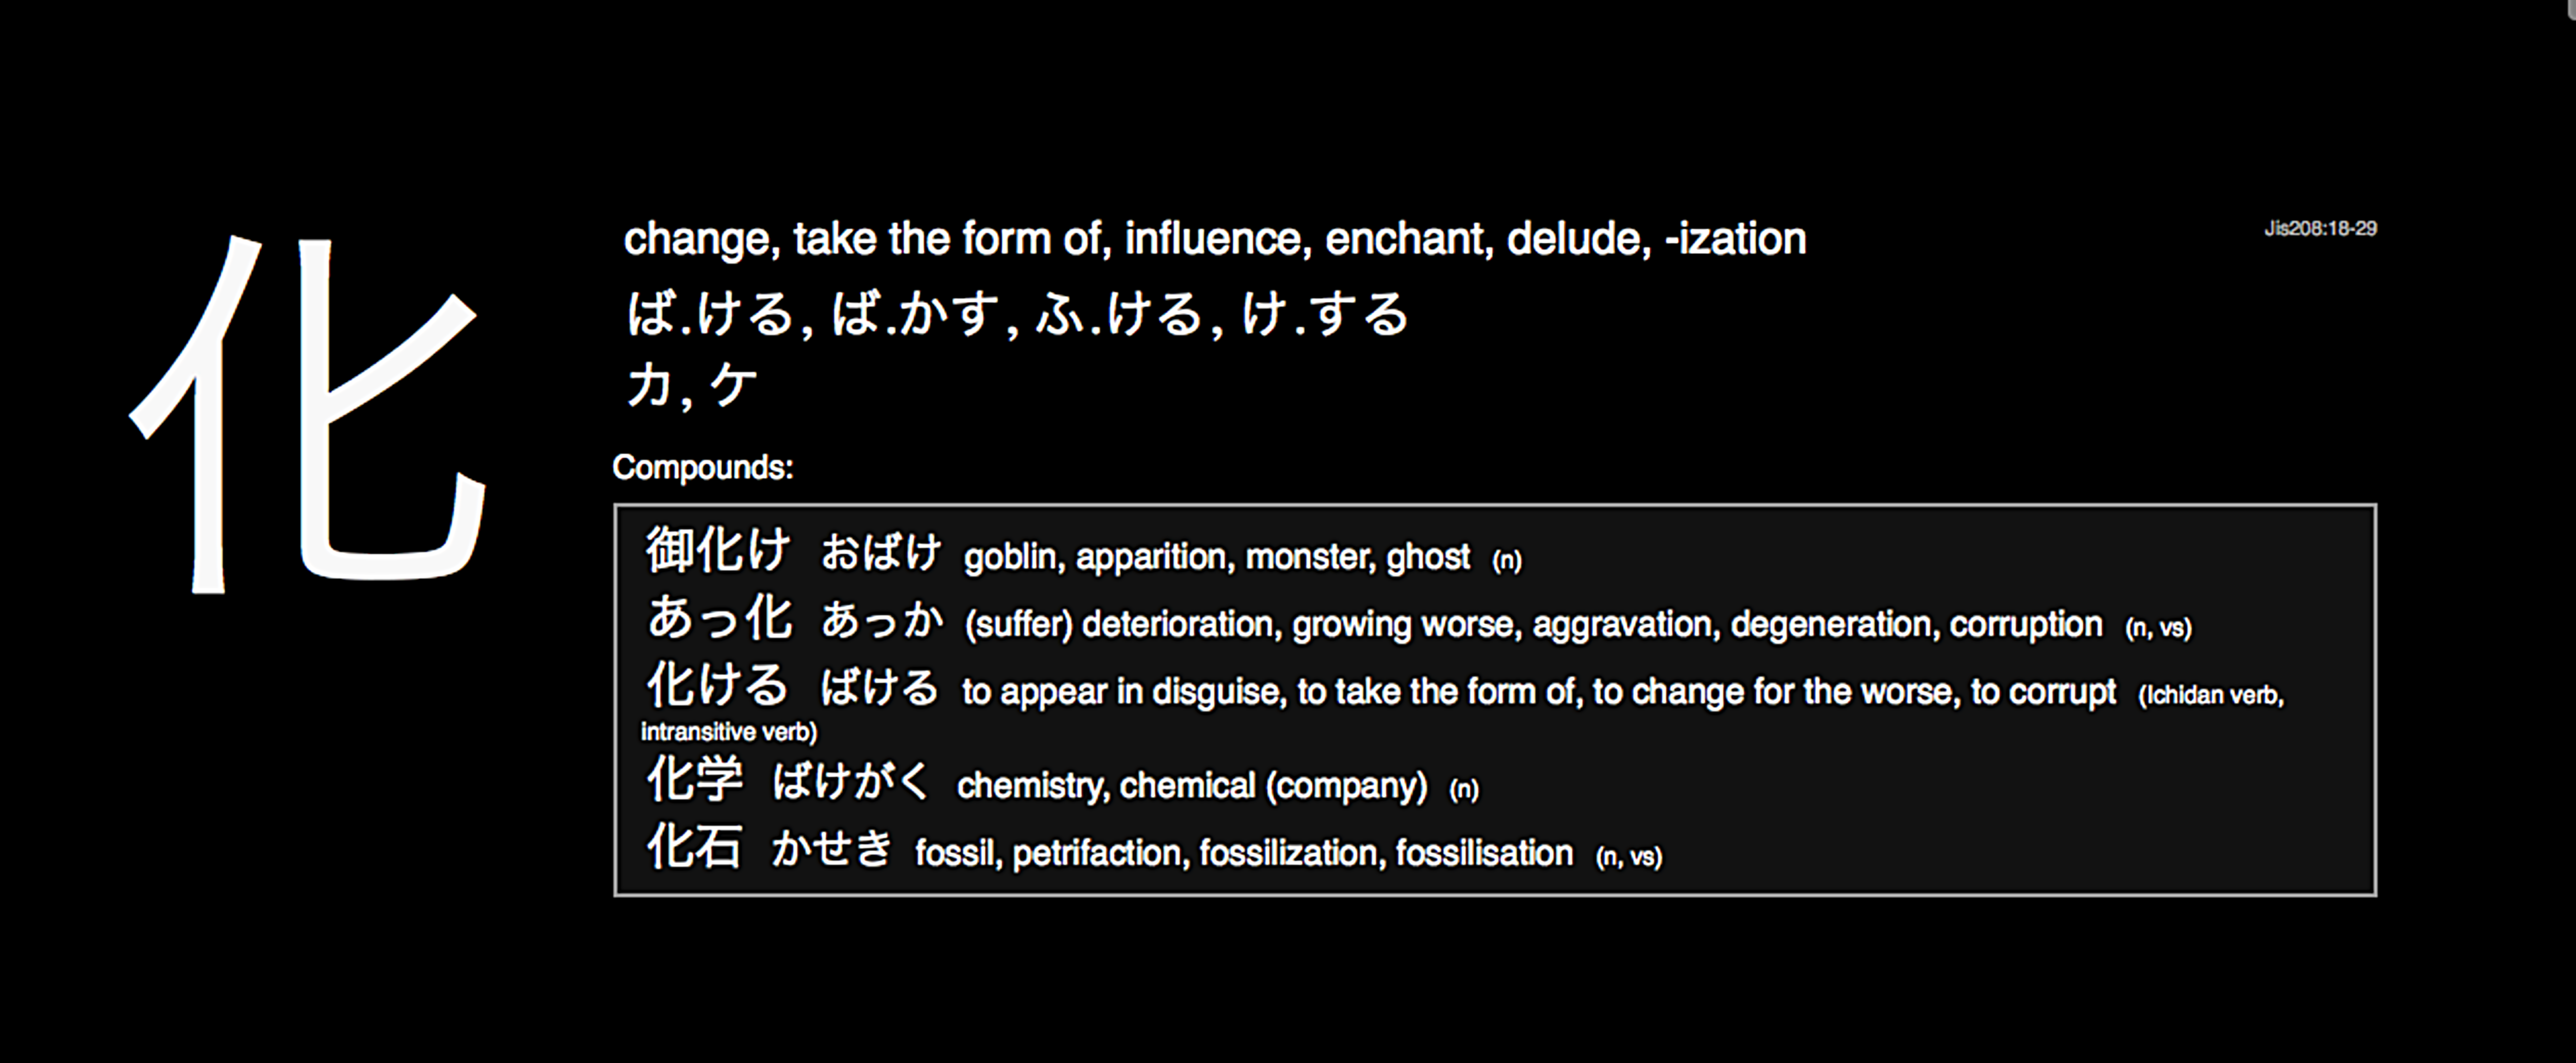 化
change, take the form of, influence, enchant, delude, -ization
Jis208:18-29
ば.ける, ば.かす, ふ.ける, け.する
カ, ケ
Compounds:
御化け おばけ goblin, apparition, monster, ghost (n)
あっ化 あっか (suffer) deterioration, growing worse, aggravation, degeneration, corruption (n, vs)
化ける ばける to appear in disguise, to take the form of, to change for the worse, to corrupt (Ichidan verb,
intransitive verb)
化学 ばけがく chemistry, chemical (company) (n)
化石 かせき fossil, petrifaction, fossilization, fossilisation (n, vs)